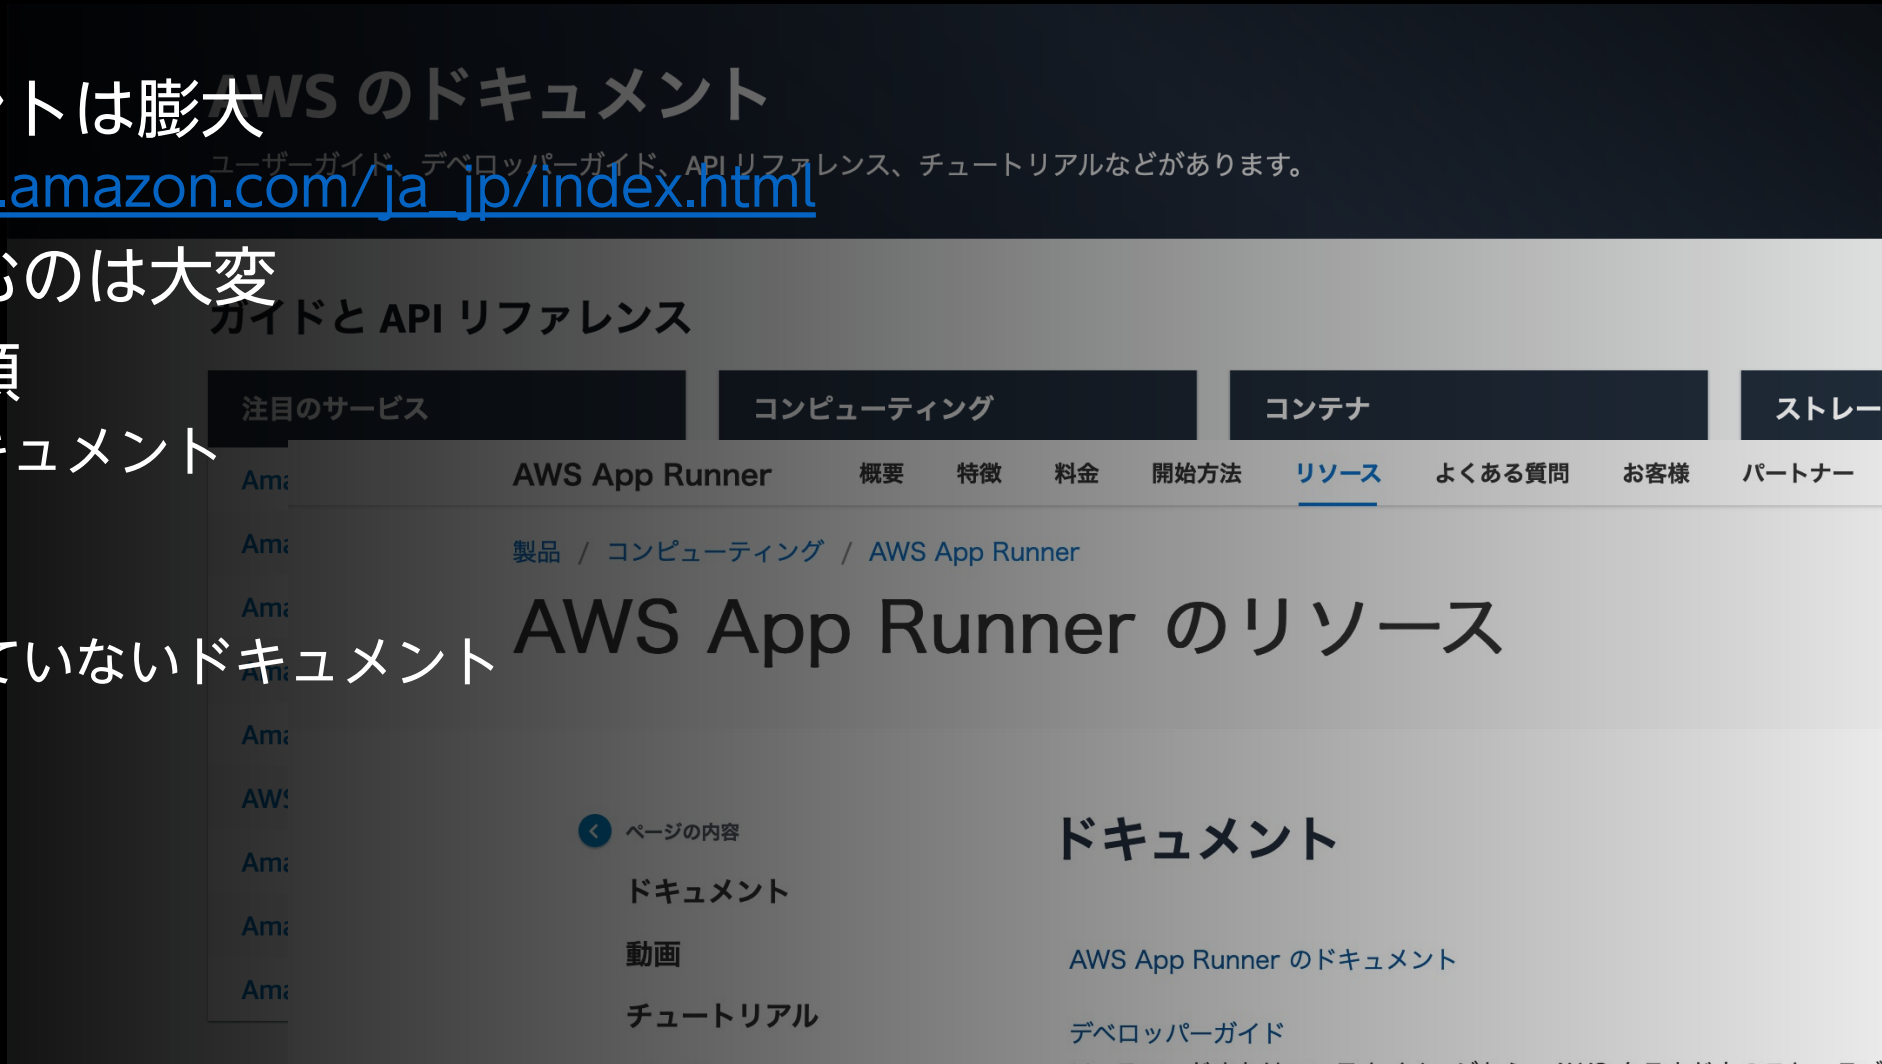 ントは膨大
.amazon.com/ja_jp/index.html
むのは大変
キュメント
ていないドキュメント
AWS のドキュメント
ユーザーガイド、デベロッパーガイド、API リファレンス、チュートリアルなどがあります。
ガイドと API リファレンス
注目のサービス
コンピューティング
コンテナ
ストレー
AWS App Runner
概要
特徴
料金
開始方法
リソース
よくある質問
お客様
パートナー
製品 / コンピューティング / AWS App Runner
AWS App Runner のリソース
ページの内容
ドキュメント
動画
チュートリアル
ドキュメント
AWS App Runner のドキュメント
デベロッパーガイド